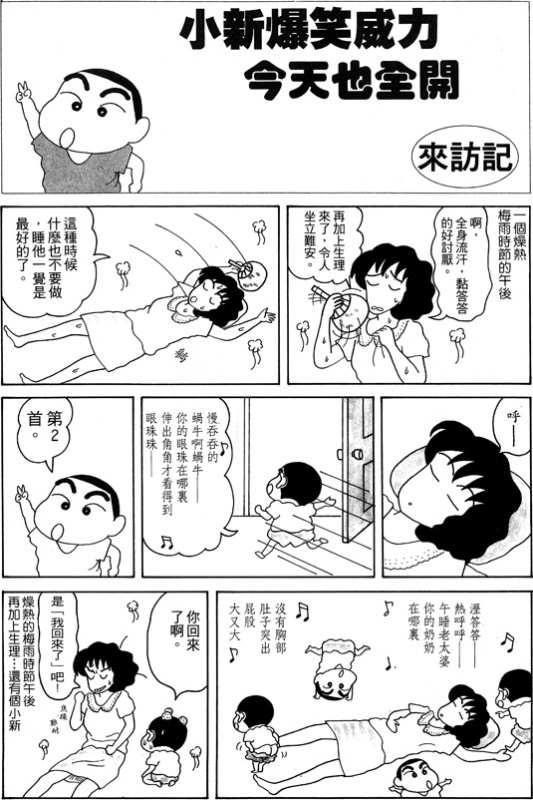 小新爆笑威力
今天也全開
來訪記
一個燥熱
梅雨時節的午後
啊，
全身流汗，黏答答
的好討厭。
再加上生理
來了，令人
坐立難安。
這種時候
什麼也不要做
，睡他一覺是
最好的了。
呼—
慢吞吞的
蝸牛啊蝸牛——
你的眼珠在哪裏
伸出角角才看得到
眼珠珠——
第2
首。
溼答答——
熱呼呼——
午睡老太婆
你的奶奶
在哪裏
沒有胸部
肚子突出
屁股
大又大
你回來
了啊。
是「我回來了」吧！
燥熱的梅雨時節午後
再加上生理…還有個小新